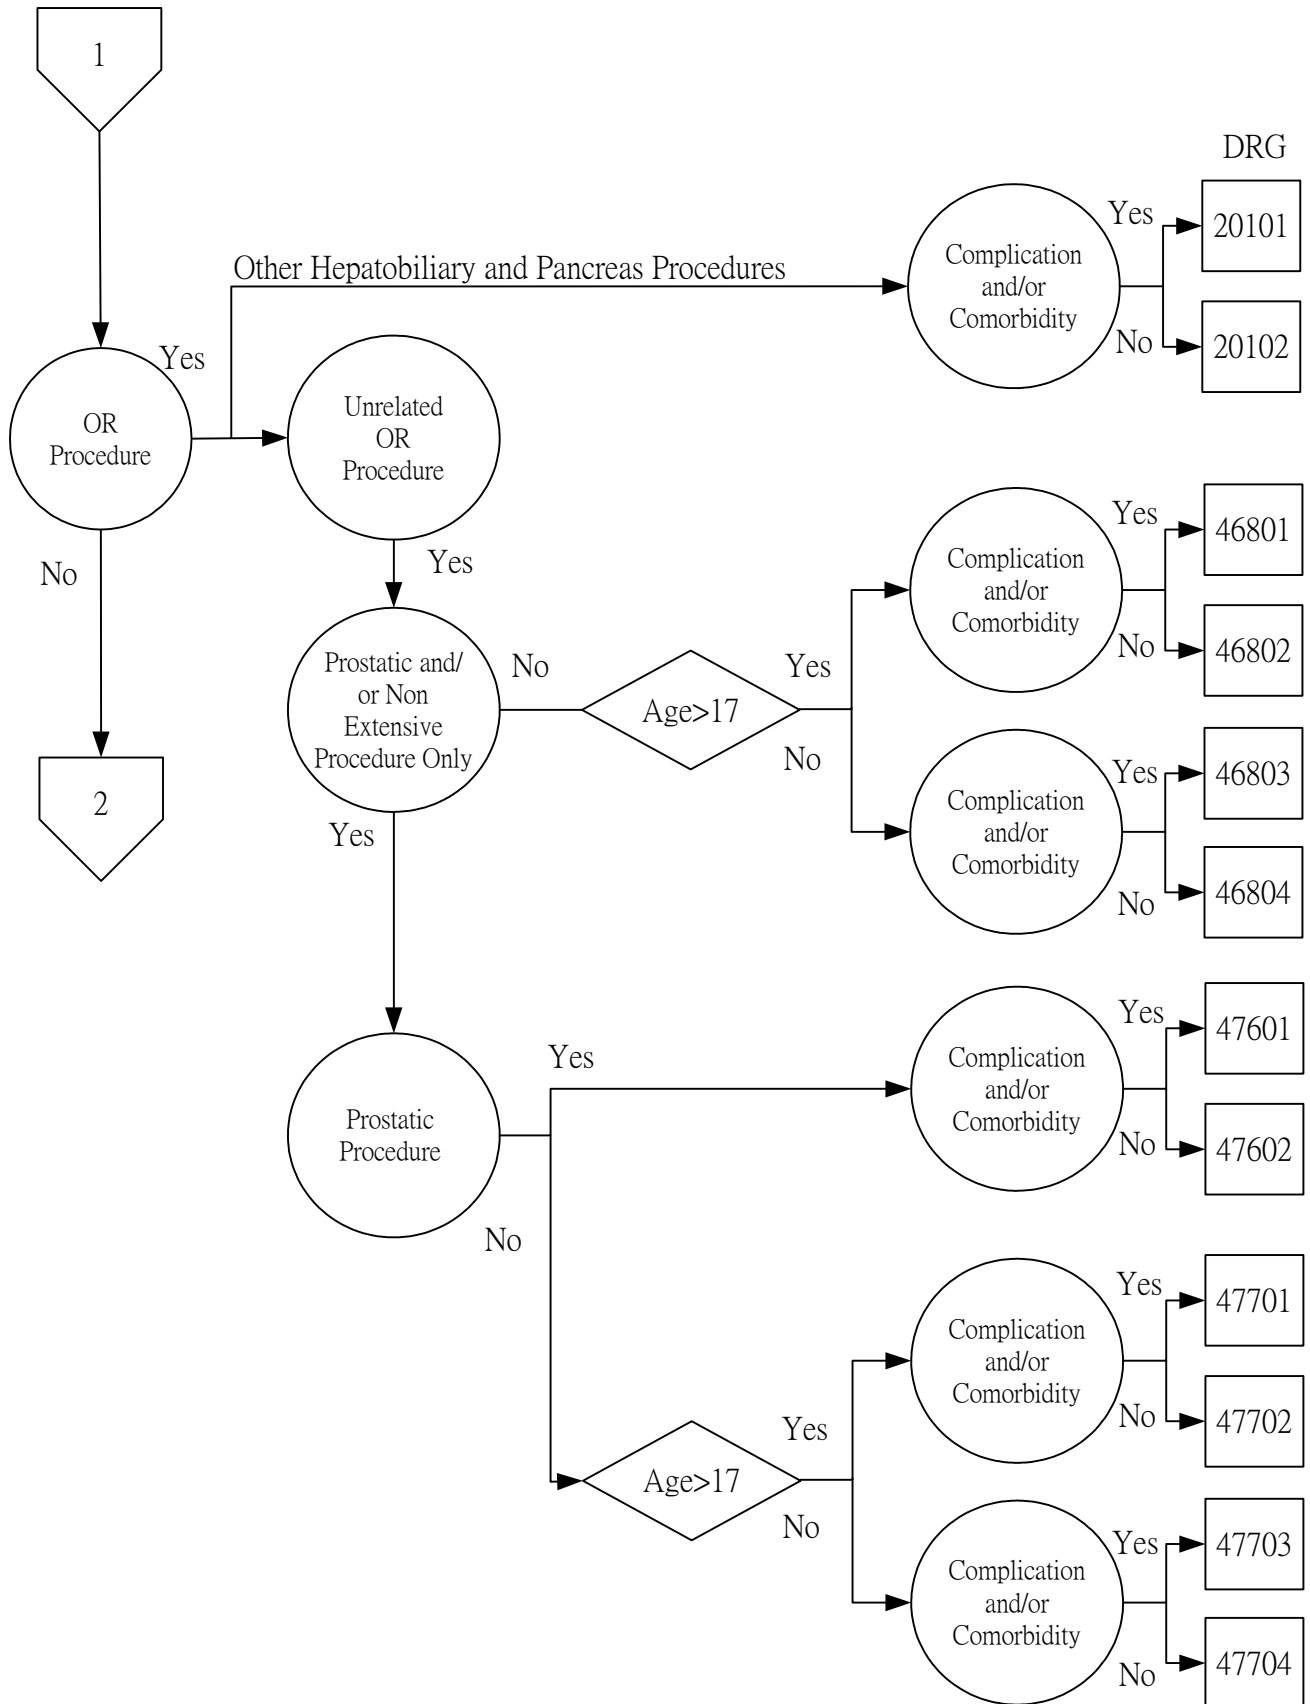 1
DRG
Yes
20101
Other Hepatobiliary and Pancreas Procedures
Complication
and/or
Comorbidity
No
20102
Yes
OR
Procedure
Unrelated
OR
Procedure
No
Yes
Complication
and/or
Comorbidity
Yes
46801
No
46802
Prostatic and/
or Non
Extensive
Procedure Only
No
Age>17
Yes
No
2
Complication
and/or
Comorbidity
Yes
46803
No
46804
Yes
Yes
Complication
and/or
Comorbidity
Yes
47601
No
47602
Prostatic
Procedure
No
Complication
and/or
Comorbidity
Yes
47701
No
47702
Age>17
Yes
No
Complication
and/or
Comorbidity
Yes
47703
No
47704